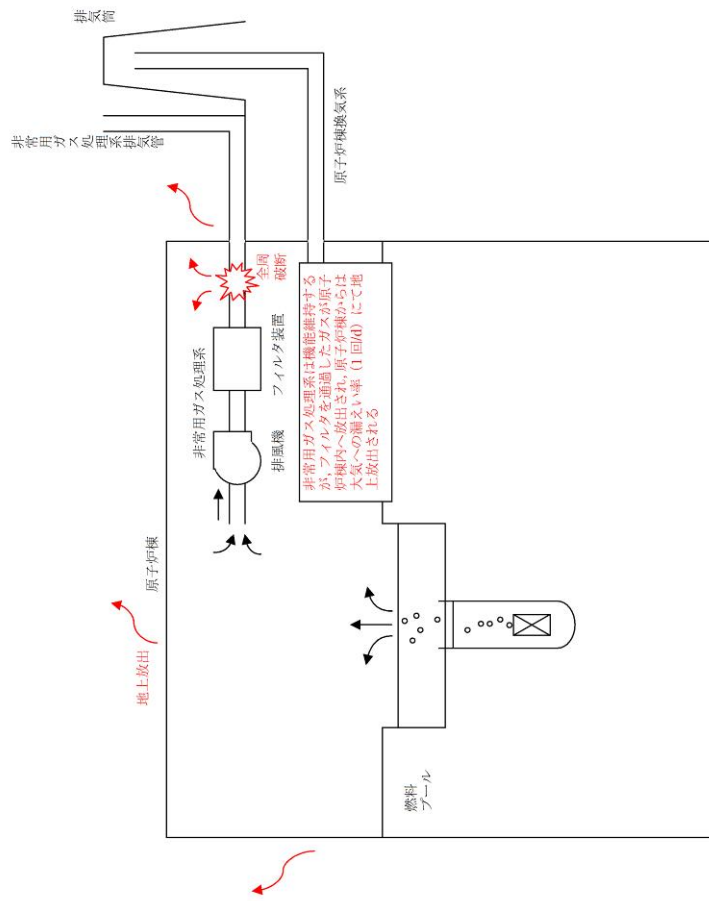 排気筒
非常用ガス処理系排気管
原子炉棟換気系
全周
破断
非常用ガス処理系
フィルタ装置
排風機
非常用ガス処理系は機能維持する
が，フィルタを通過したガスが原子
炉棟内へ放出され，原子炉棟からは
大気への漏えい率（1 回/d）にて地
上放出される
原子炉棟
地上放出
燃料
プール